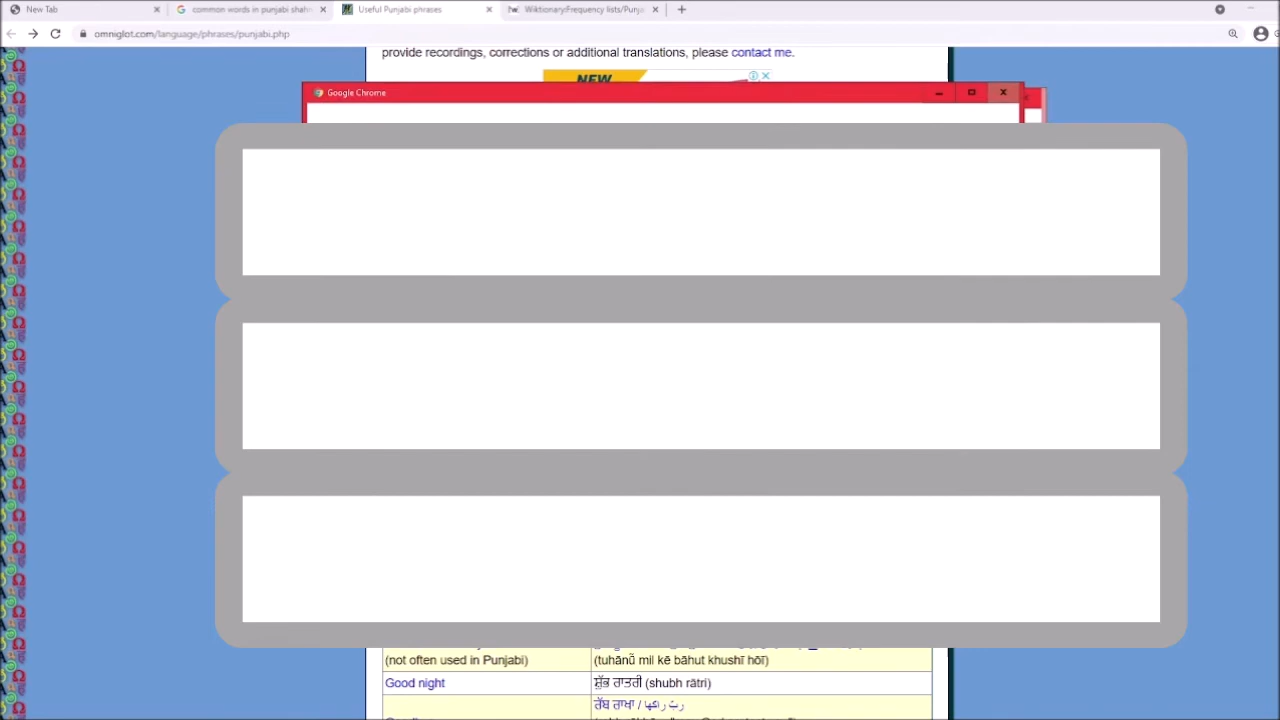 New Tab
common words in punjabi shahm
Useful Punjabi phrases
Wiktionary:Frequency lists/Punja
omniglot.com/language/phrases/punjabi.php
provide recordings, corrections or additional translations, please contact me.
NEW
Google Chrome
(not often used in Punjabi)
(tuhānū̃ mil kē bāhut khushī hōī)
Good night
ਸ਼ੁੱਭ ਰਾਤਰੀ (shubh rātri)
ਰੱਬ ਰਾਖਾ / ربّ راکھا